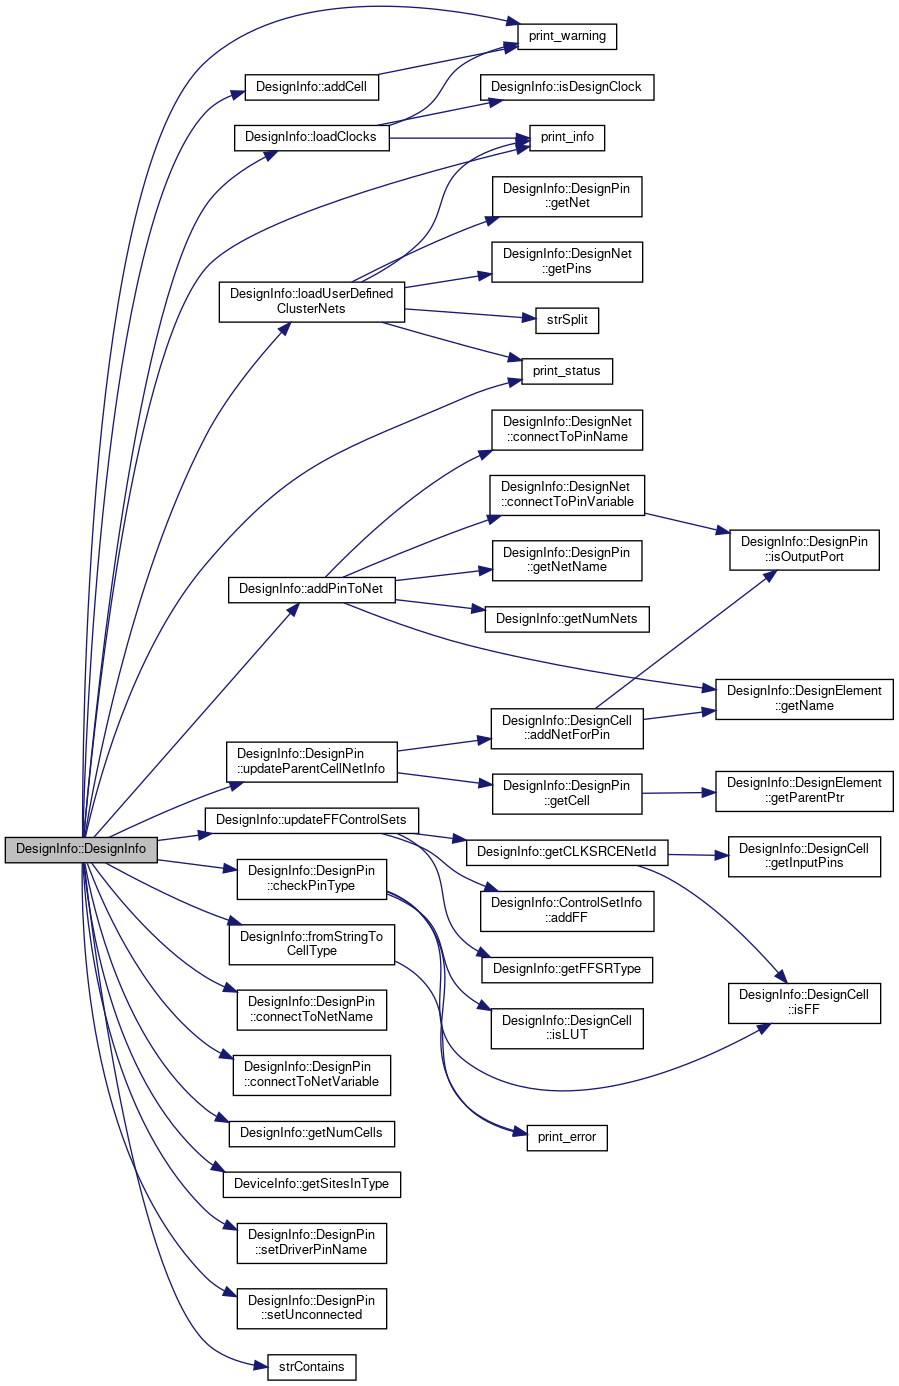 print_warning
DesignInfo::addCell
DesignInfo::isDesignClock
DesignInfo::loadClocks
print_info
DesignInfo::DesignPin
::getNet
DesignInfo::DesignNet
::getPins
DesignInfo::loadUserDefined
ClusterNets
strSplit
print_status
DesignInfo::DesignNet
::connectToPinName
DesignInfo::DesignNet
::connectToPinVariable
DesignInfo::DesignPin
::isOutputPort
DesignInfo::DesignPin
::getNetName
DesignInfo::addPinToNet
DesignInfo::getNumNets
DesignInfo::DesignElement
::getName
DesignInfo::DesignCell
::addNetForPin
DesignInfo::DesignPin
::updateParentCellNetInfo
DesignInfo::DesignPin
::getCell
DesignInfo::DesignElement
::getParentPtr
DesignInfo::updateFFControlSets
DesignInfo::DesignInfo
DesignInfo::getCLKSRCENetId
DesignInfo::DesignCell
::getInputPins
DesignInfo::DesignPin
::checkPinType
DesignInfo::ControlSetInfo
::addFF
DesignInfo::fromStringTo
CellType
DesignInfo::getFFSRType
DesignInfo::DesignCell
::isFF
DesignInfo::DesignPin
::connectToNetName
DesignInfo::DesignCell
::isLUT
DesignInfo::DesignPin
::connectToNetVariable
DesignInfo::getNumCells
print_error
DeviceInfo::getSitesInType
DesignInfo::DesignPin
::setDriverPinName
DesignInfo::DesignPin
::setUnconnected
strContains